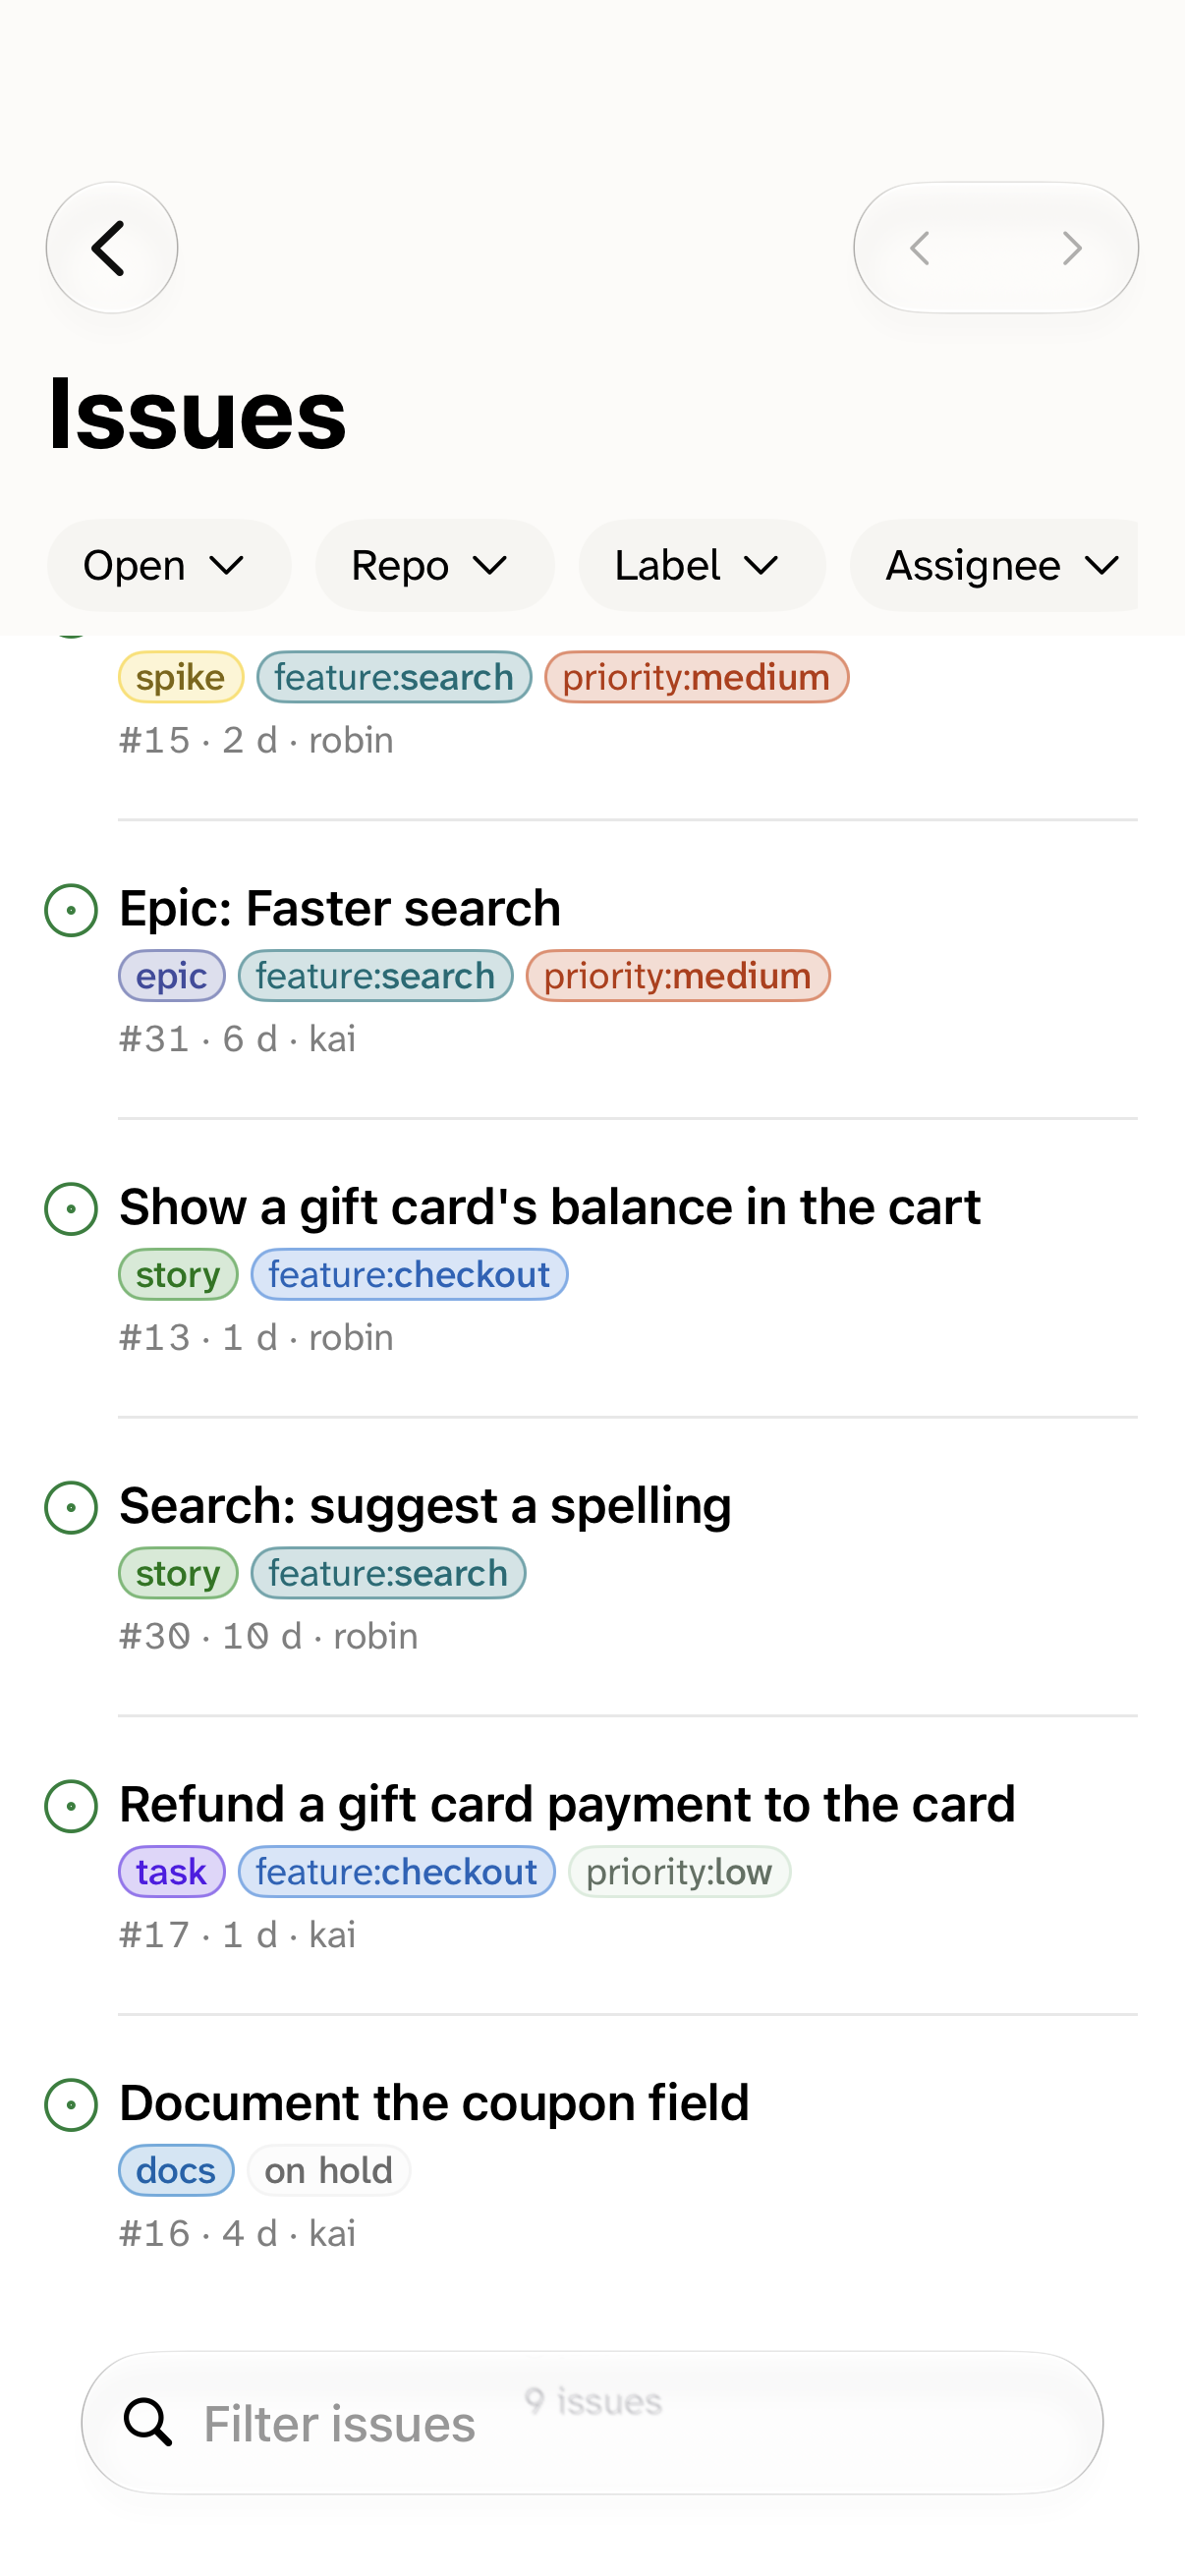 Issues
Open Repo Label Assignee
spike feature:search priority:medium
#15 · 2 d · robin
Epic: Faster search
epic feature:search priority:medium
#31 · 6 d · kai
Show a gift card's balance in the cart
story feature:checkout
#13 · 1 d · robin
Search: suggest a spelling
story feature:search
#30 · 10 d · robin
Refund a gift card payment to the card
task feature:checkout priority:low
#17 · 1 d · kai
Document the coupon field
docs on hold
#16 · 4 d · kai
9 issues
Filter issues